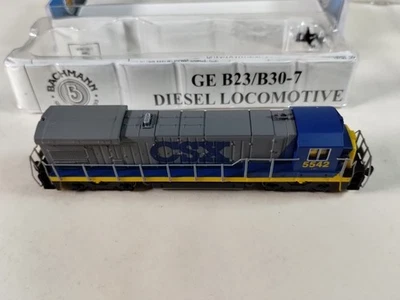 BACHMANN
GE B23/B30-7
DIESEL LOCOMOTIVE
CSX
5542